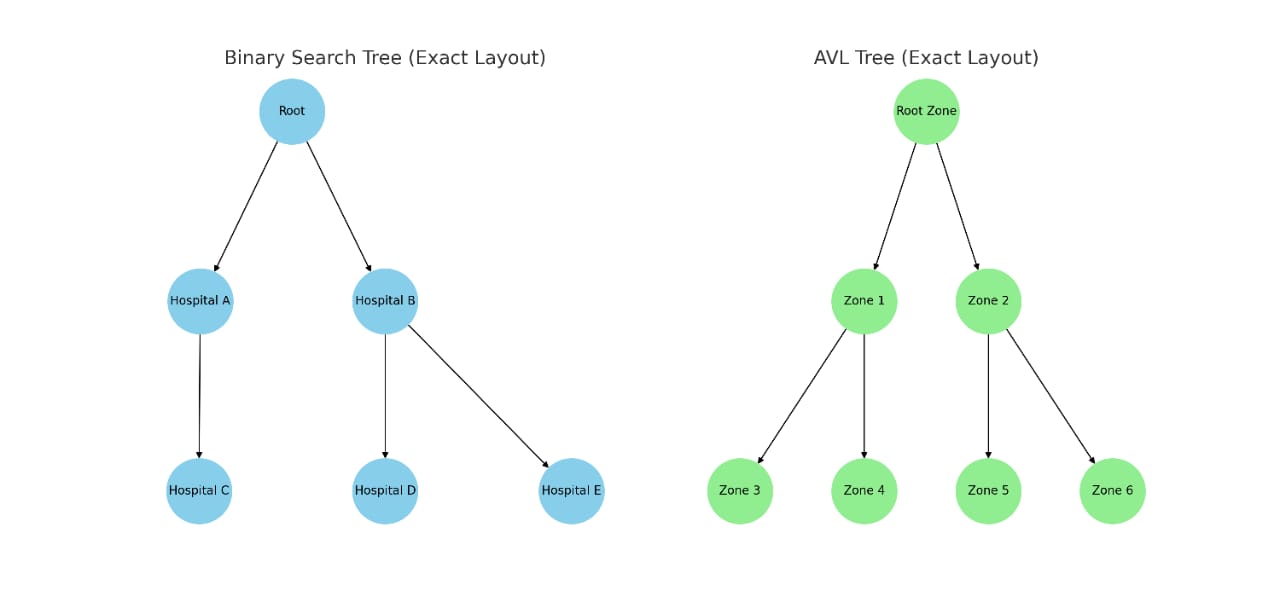 Binary Search Tree (Exact Layout)
Root
Hospital A
Hospital B
Hospital C
Hospital D
Hospital E
AVL Tree (Exact Layout)
Root Zone
Zone 1
Zone 2
Zone 3
Zone 4
Zone 5
Zone 6